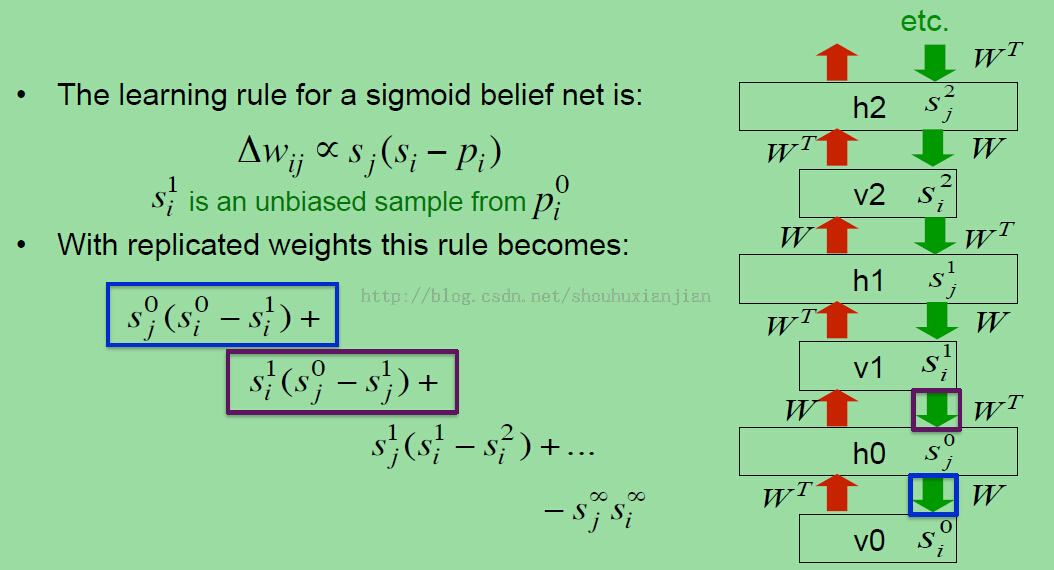 etc.
• The learning rule for a sigmoid belief net is:
Δw_{ij} ∝ s_j(s_i − p_i)
s_i^1 is an unbiased sample from p_i^0
• With replicated weights this rule becomes:
s_j^0(s_i^0 − s_i^1) +
http://blog.csdn.net/shouhuxianjian
s_i^1(s_j^0 − s_j^1) +
s_j^1(s_i^1 − s_i^2) + ...
− s_j^∞ s_i^∞
W^T
h2 s_j^2
W^T W
v2 s_i^2
W W^T
h1 s_j^1
W^T W
v1 s_i^1
W W^T
h0 s_j^0
W^T W
v0 s_i^0